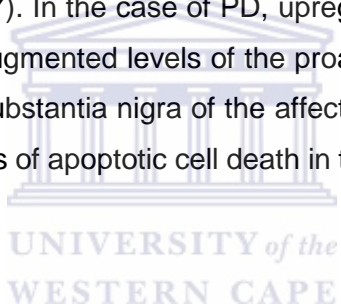 ). In the case of PD, upreg
ugmented levels of the proa
ubstantia nigra of the affect
s of apoptotic cell death in t
UNIVERSITY of the
WESTERN CAPE